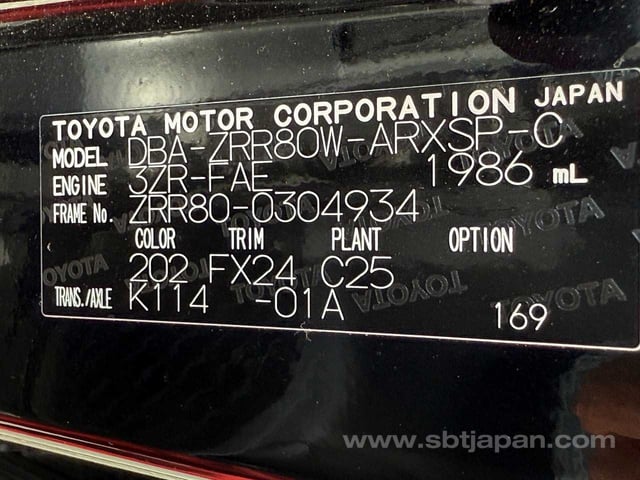 TOYOTA MOTOR CORPORATION JAPAN
MODEL DBA-ZRR80W-ARXSP-C
ENGINE 3ZR-FAE 1986 mL
FRAME No. ZRR80-0304934
COLOR TRIM PLANT OPTION
202 FX24 C25
TRANS./AXLE K114 -01A
169
www.sbtjapan.com